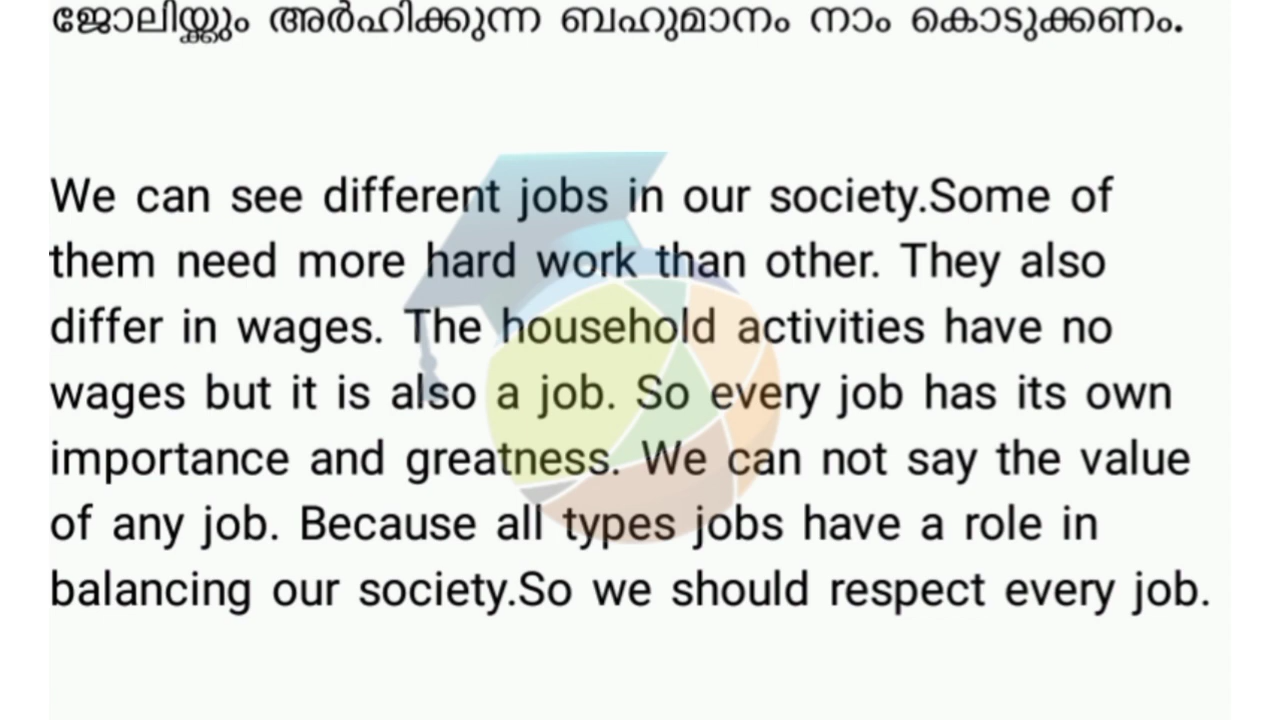 ജോലിയ്ക്കും അർഹിക്കുന്ന ബഹുമാനം നാം കൊടുക്കണം.
We can see different jobs in our society.Some of
them need more hard work than other. They also
differ in wages. The household activities have no
wages but it is also a job. So every job has its own
importance and greatness. We can not say the value
of any job. Because all types jobs have a role in
balancing our society.So we should respect every job.